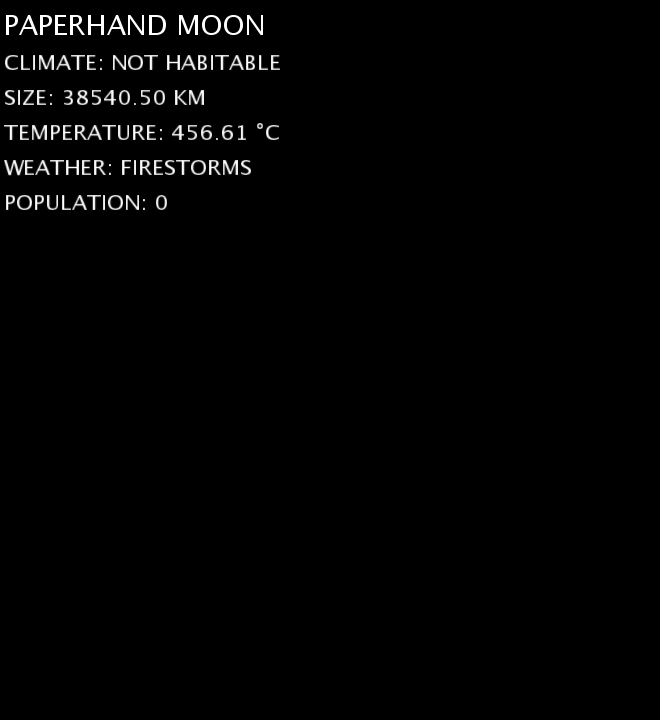 PAPERHAND MOON
CLIMATE: NOT HABITABLE
SIZE: 38540.50 KM
TEMPERATURE: 456.61 °C
WEATHER: FIRESTORMS
POPULATION: 0